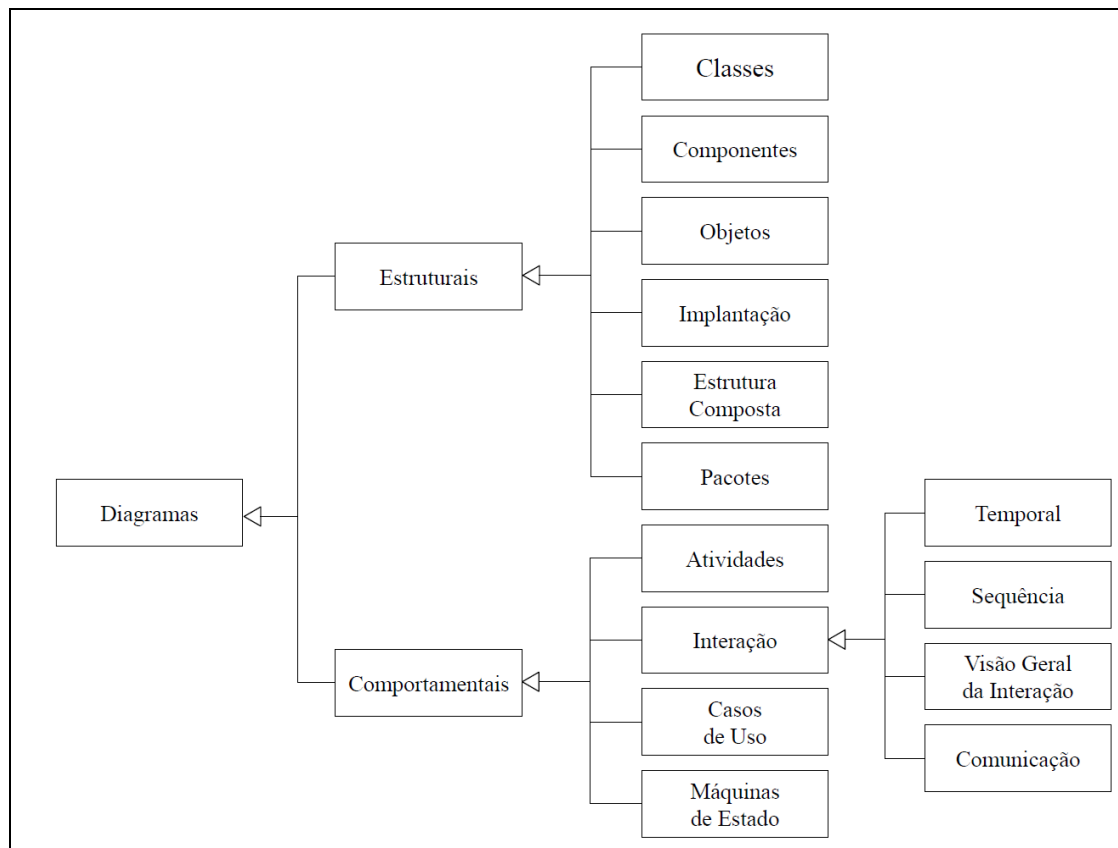 Classes
Componentes
Objetos
Estruturais
Implantação
Estrutura
Composta
Pacotes
Diagramas
Temporal
Atividades
Sequência
Interação
Visão Geral
da Interação
Comportamentais
Casos
de Uso
Comunicação
Máquinas
de Estado